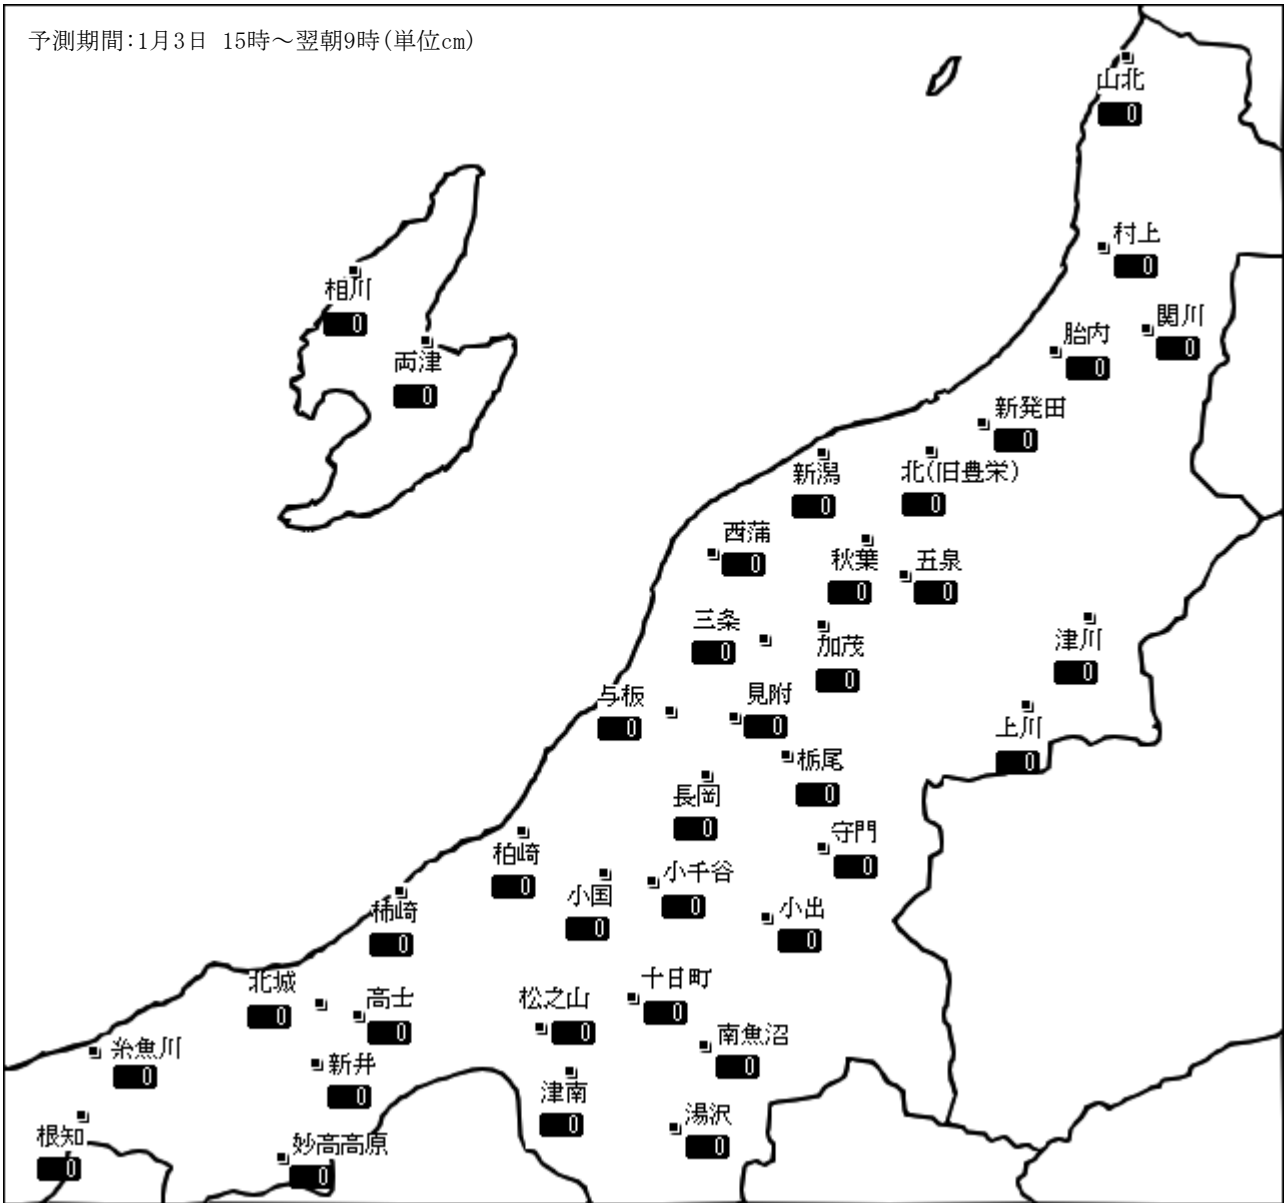 予測期間:1月3日 15時～翌朝9時(単位cm)
山北
0
村上
0
相川
0
関川
0
胎内
0
両津
0
新発田
0
新潟
0
北(旧豊栄)
0
西蒲
0
秋葉
0
五泉
0
三条
0
加茂
0
津川
0
与板
0
見附
0
上川
0
栃尾
0
長岡
0
守門
0
柏崎
0
小国
0
小千谷
0
小出
0
柿崎
0
北城
0
高士
0
松之山
0
十日町
0
南魚沼
0
糸魚川
0
新井
0
津南
0
湯沢
0
根知
0
妙高高原
0